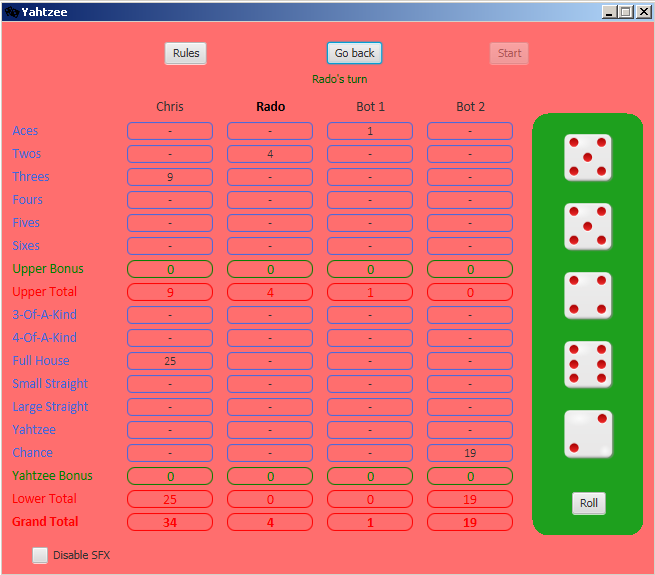 Yahtzee
Rules Go back Start
Rado's turn
Chris Rado Bot 1 Bot 2
Aces - - 1 -
Twos - 4 - -
Threes 9 - - -
Fours - - - -
Fives - - - -
Sixes - - - -
Upper Bonus 0 0 0 0
Upper Total 9 4 1 0
3-Of-A-Kind - - - -
4-Of-A-Kind - - - -
Full House 25 - - -
Small Straight - - - -
Large Straight - - - -
Yahtzee - - - -
Chance - - - 19
Yahtzee Bonus 0 0 0 0
Lower Total 25 0 0 19
Roll
Grand Total 34 4 1 19
Disable SFX